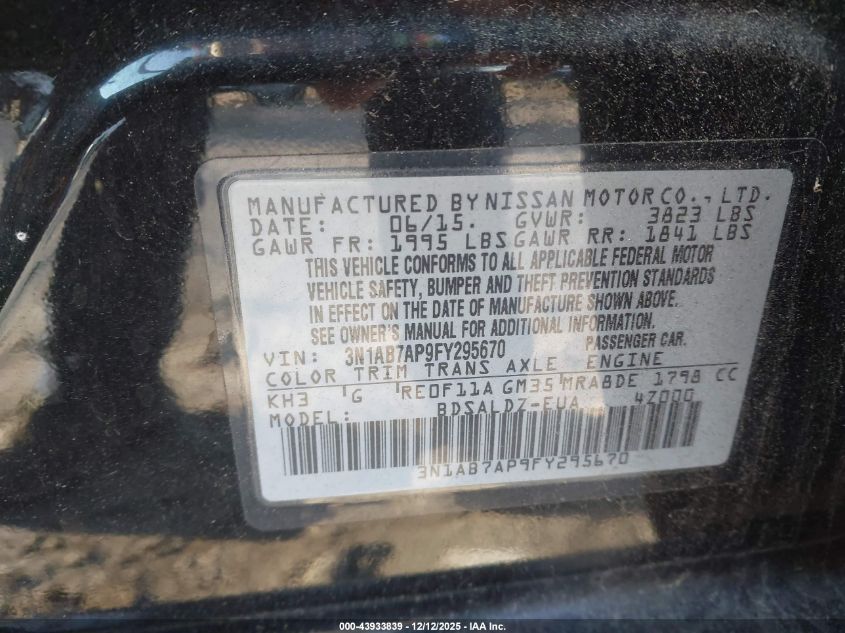 MANUFACTURED BY NISSAN MOTOR CO., LTD.
DATE: 06/15. GVWR: 3823 LBS
GAWR FR: 1995 LBS GAWR RR: 1841 LBS
THIS VEHICLE CONFORMS TO ALL APPLICABLE FEDERAL MOTOR
VEHICLE SAFETY, BUMPER AND THEFT PREVENTION STANDARDS
IN EFFECT ON THE DATE OF MANUFACTURE SHOWN ABOVE.
SEE OWNER'S MANUAL FOR ADDITIONAL INFORMATION.
VIN: 3N1AB7AP9FY295670 PASSENGER CAR.
COLOR TRIM TRANS AXLE ENGINE
KH3 G RE0F11A GM35 MRA8DE 1798 CC
MODEL: BDSALDZ-EUA 4Z000
3N1AB7AP9FY295670
000-43933839 - 12/12/2025 - IAA Inc.